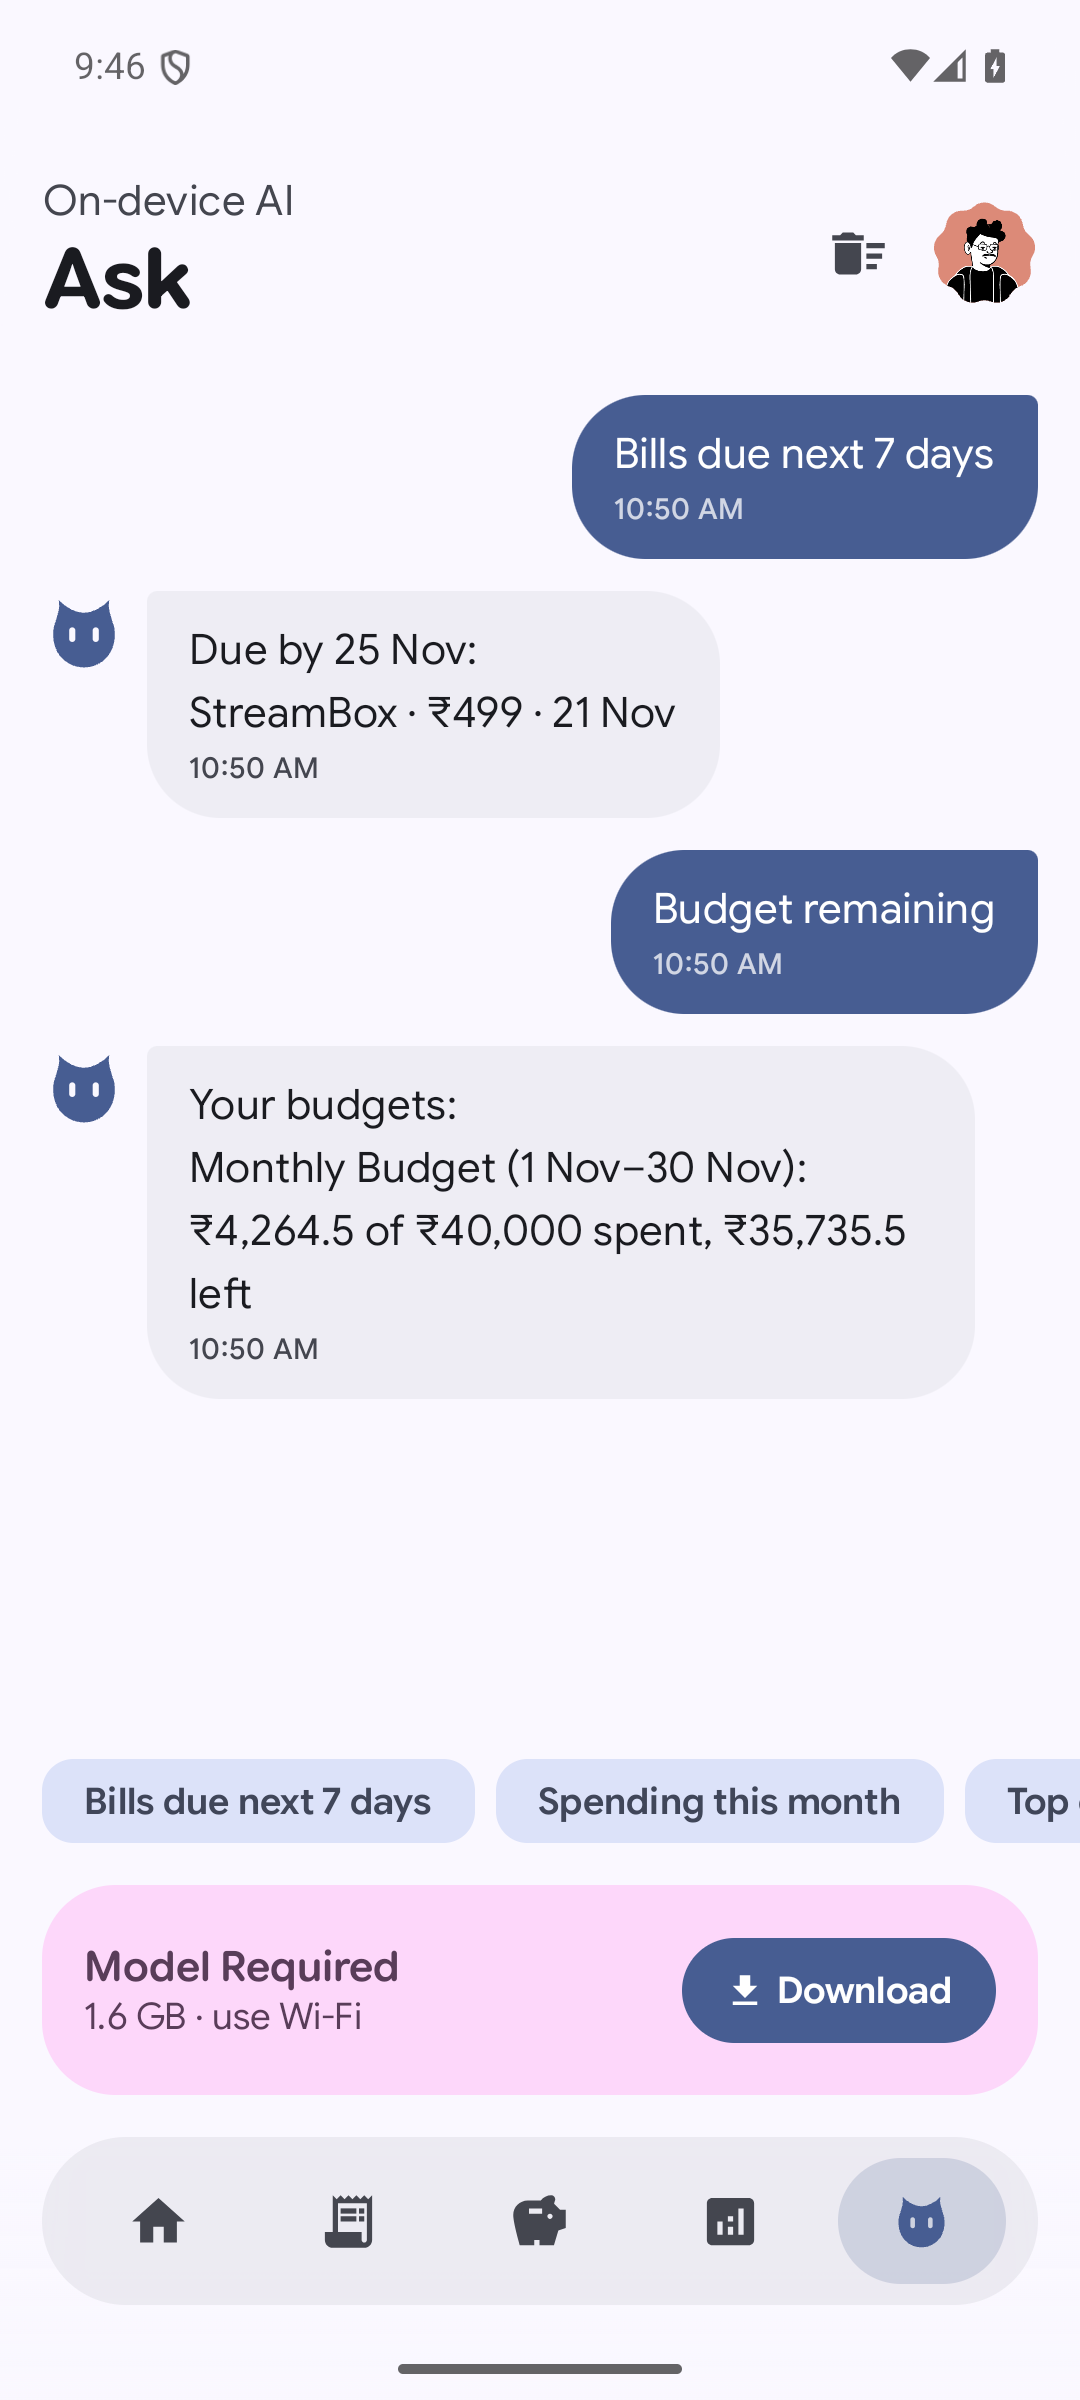 9:46
On-device AI
Ask
Bills due next 7 days
10:50 AM
Due by 25 Nov:
StreamBox · ₹499 · 21 Nov
10:50 AM
Budget remaining
10:50 AM
Your budgets:
Monthly Budget (1 Nov–30 Nov):
₹4,264.5 of ₹40,000 spent, ₹35,735.5
left
10:50 AM
Bills due next 7 days
Spending this month
Top
Model Required
1.6 GB · use Wi-Fi
Download